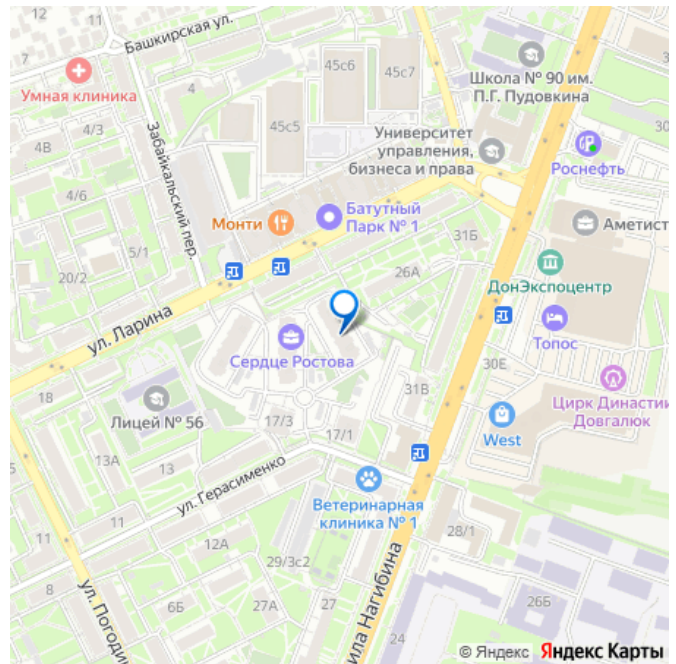 12
11
Башкирская ул.
7
Умная клиника
4
45с6
45с7
45с5
Школа № 90 им.
П.Г. Пудовкина
4/3
4В
Забайкальский пер.
Университет
управления,
бизнеса и права
Роснефть
30
4/6
Монти
Батутный
Парк № 1
31Б
Аметист
5/1
20/2
26А
ДонЭкспоцентр
ул. Ларина
Сердце Ростова
Топос
30Е
18
Лицей № 56
31В
Цирк Династии
Довгалюк
17/3
17/1
West
13А
13
ул. Герасименко
Ветеринарная
клиника № 1
11
11
12А
28/1
29/3с2
8
ул. Погодин
6Б
27А
27
ила Нагибина
24
26Б
© Яндекс Яндекс Карты